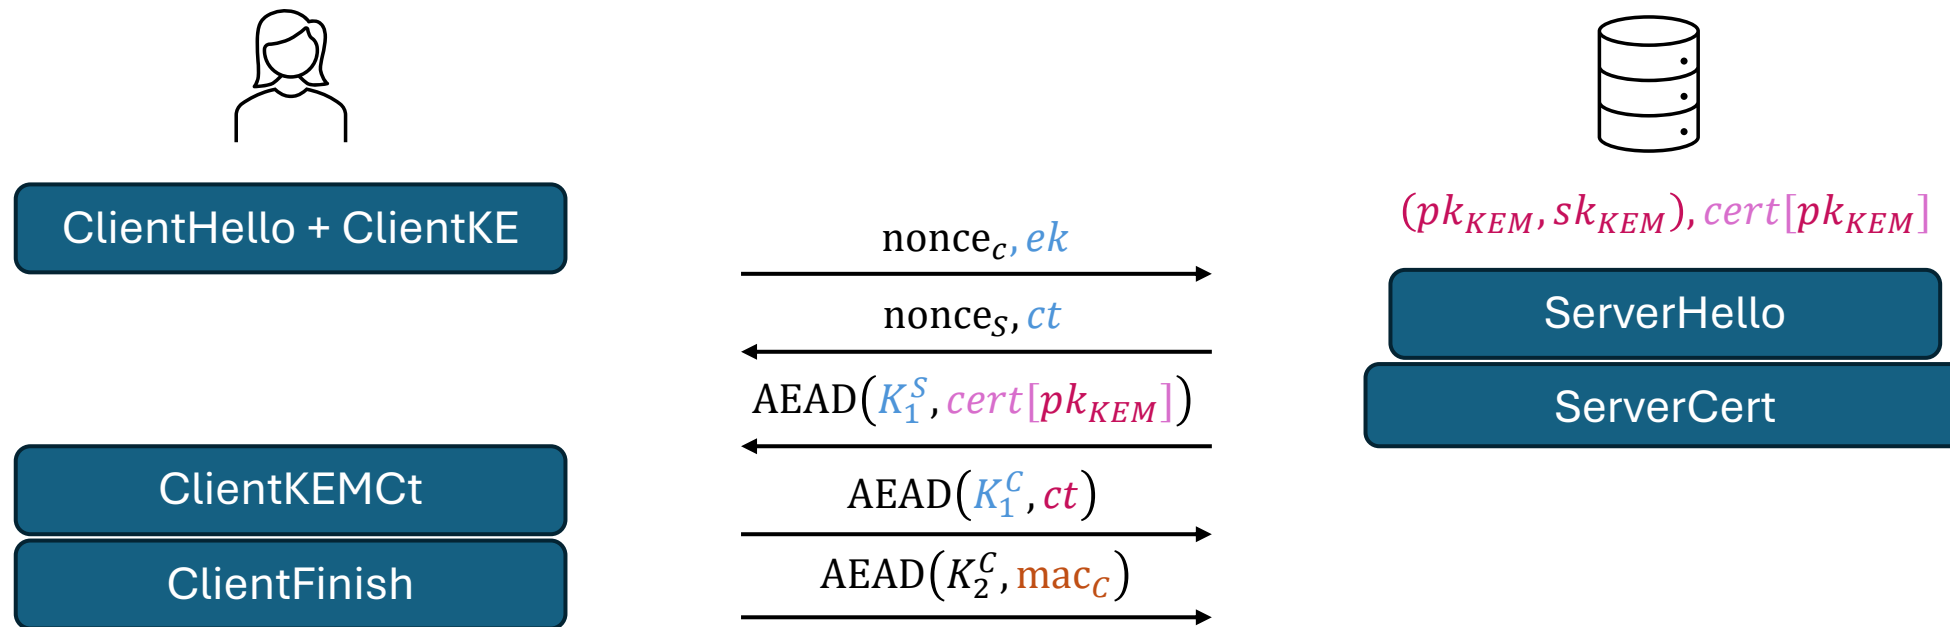 ClientHello + ClientKE
(pk_KEM, sk_KEM), cert[pk_KEM]
nonce_c, ek
ServerHello
nonce_S, ct
ServerCert
AEAD(K_1^S, cert[pk_KEM])
ClientKEMCt
AEAD(K_1^C, ct)
ClientFinish
AEAD(K_2^C, mac_C)